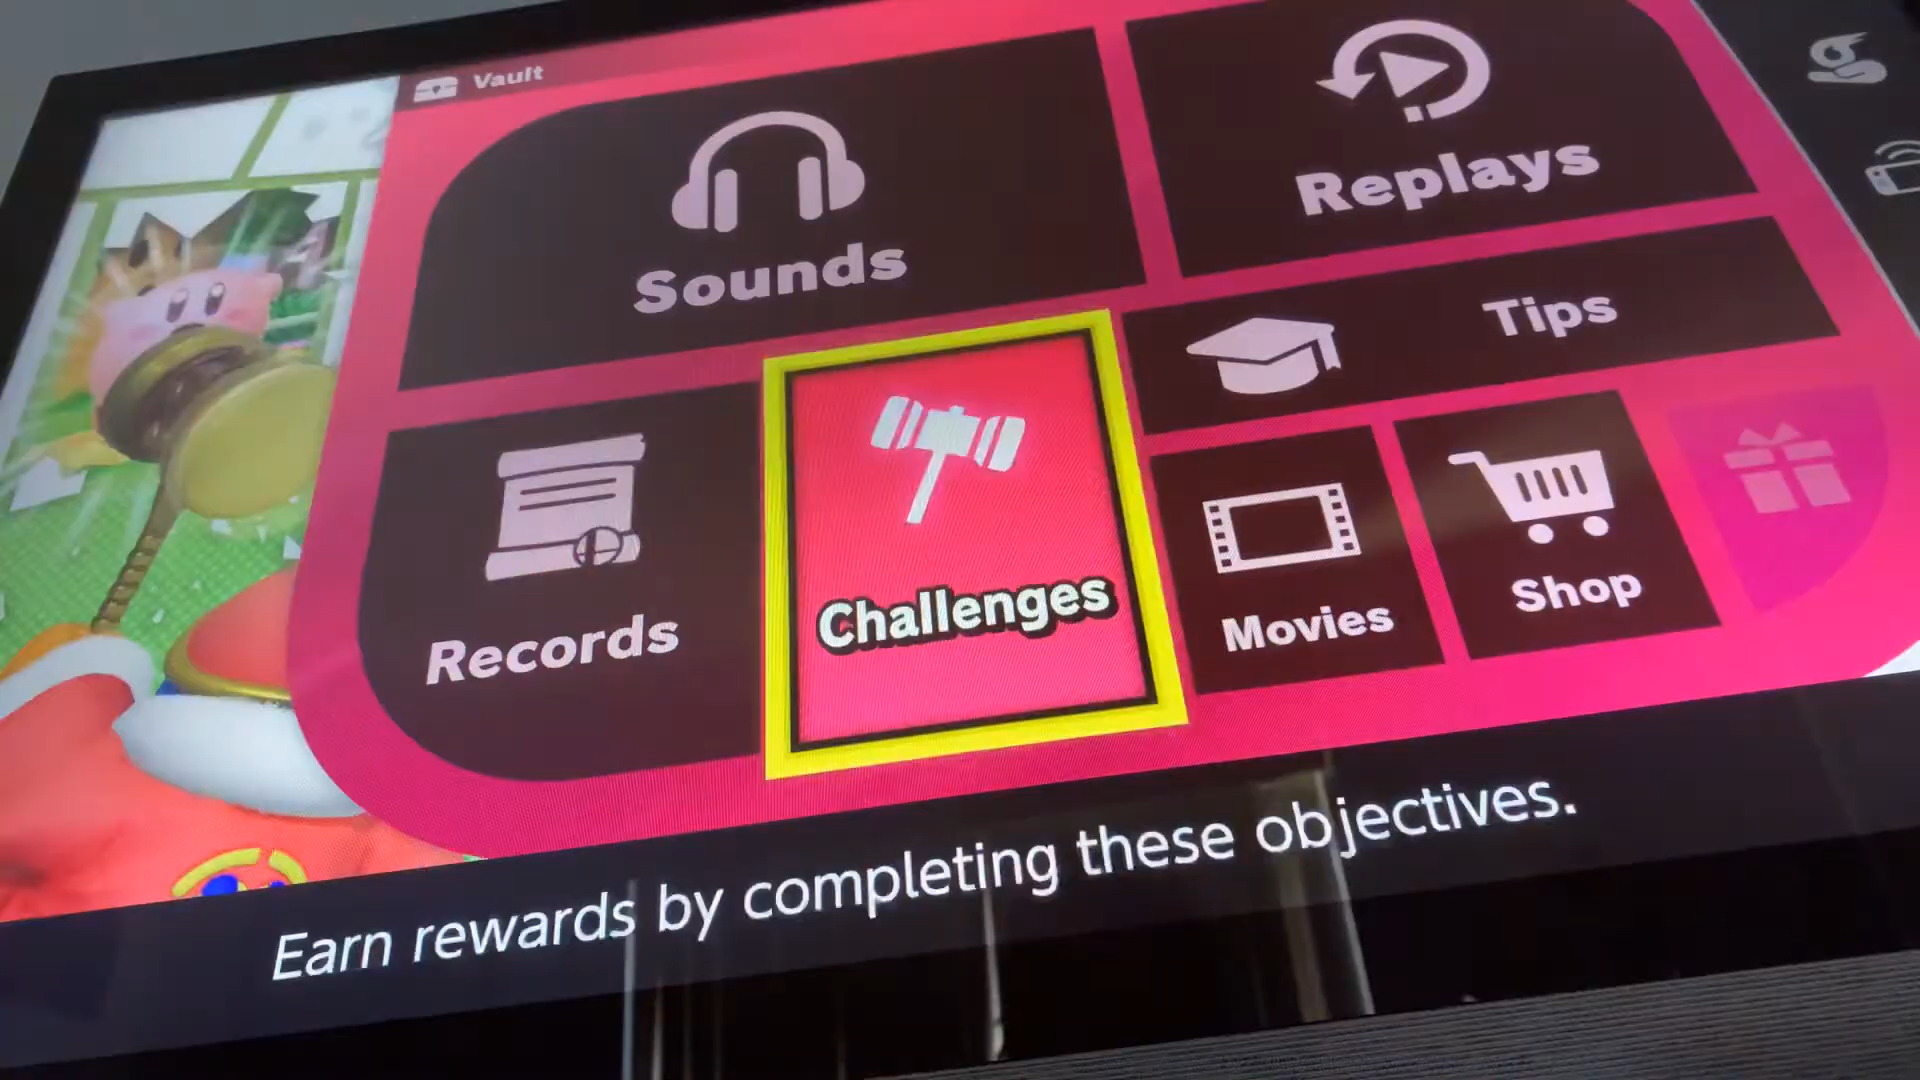 Vault
Sounds
Replays
Tips
Records
Challenges
Movies
Shop
Earn rewards by completing these objectives.